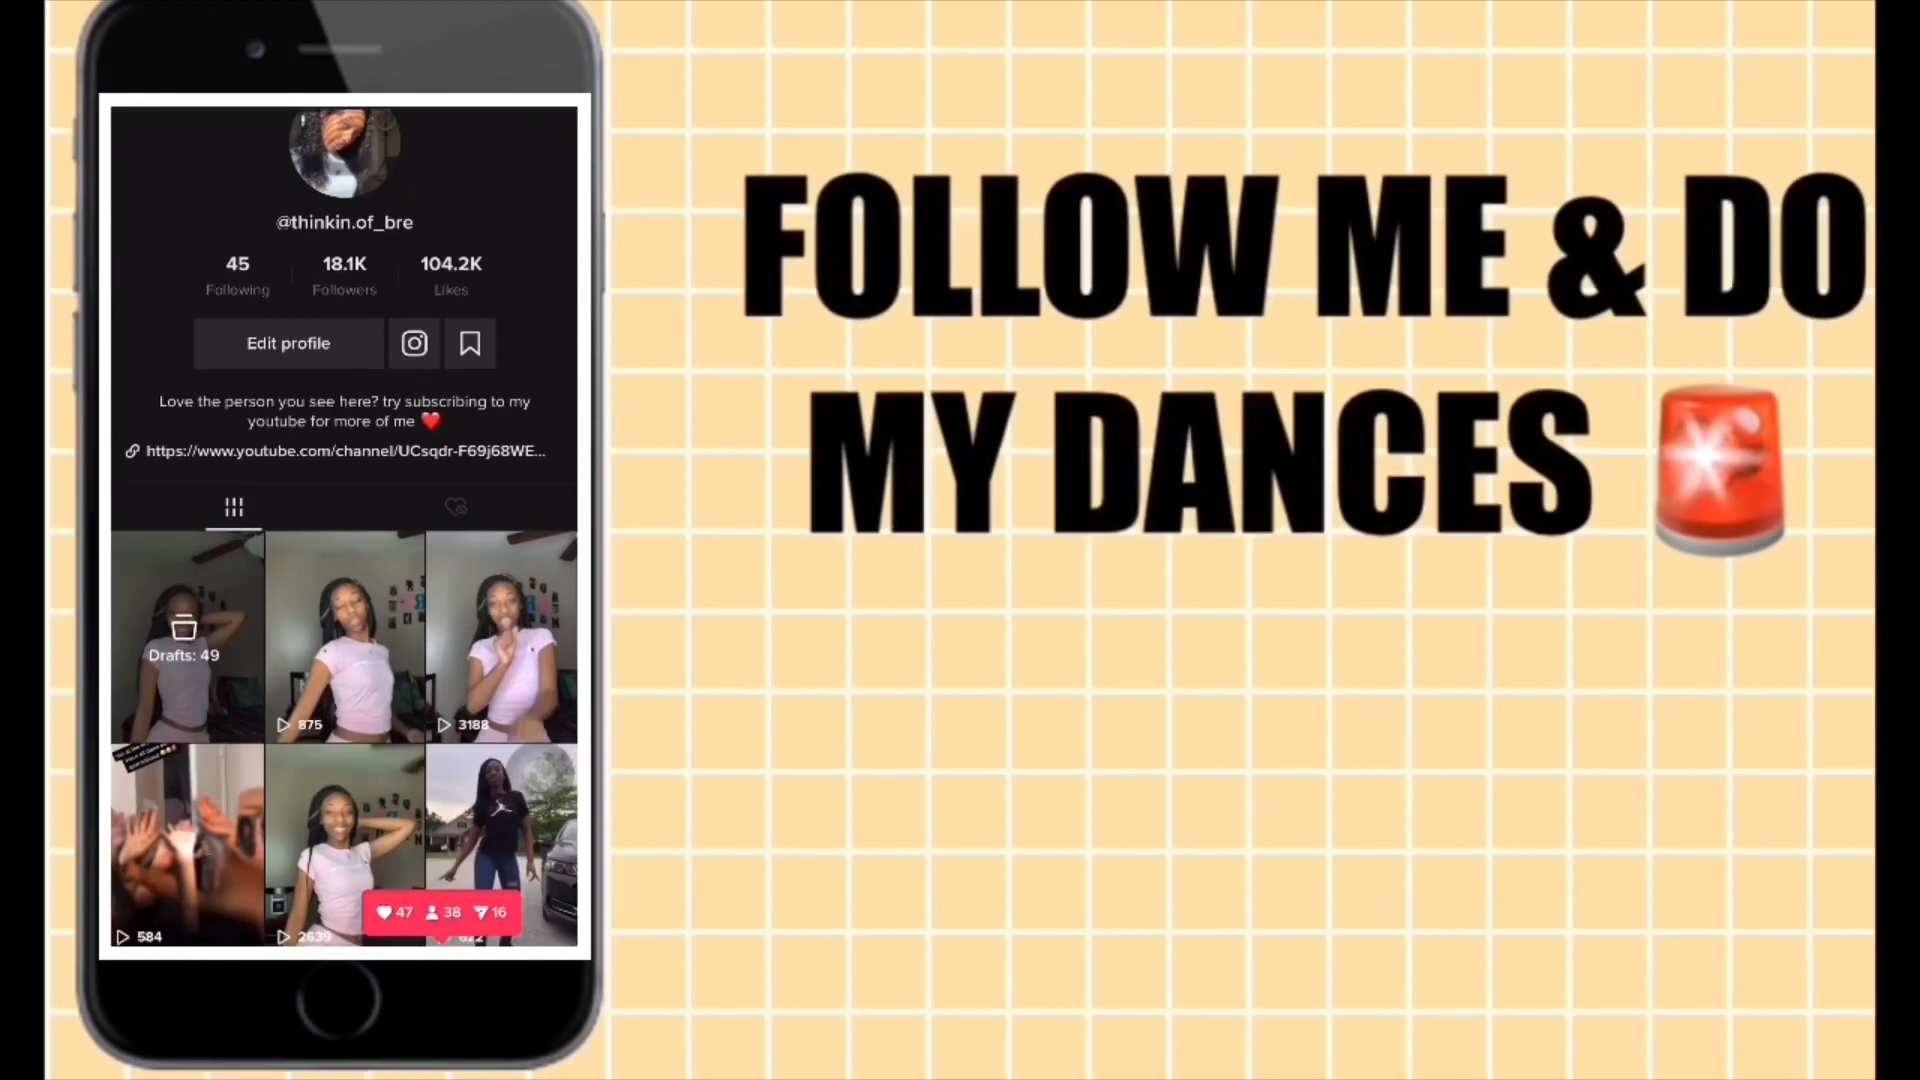 @thinkin.of_bre
45
18.1K
104.2K
Following
Followers
Likes
Edit profile
Love the person you see here? try subscribing to my
youtube for more of me ❤️
https://www.youtube.com/channel/UCsqdr-F69j68WE...
Drafts: 49
875
3188
584
2639
622
47
38
16
FOLLOW ME & DO
MY DANCES 🚨